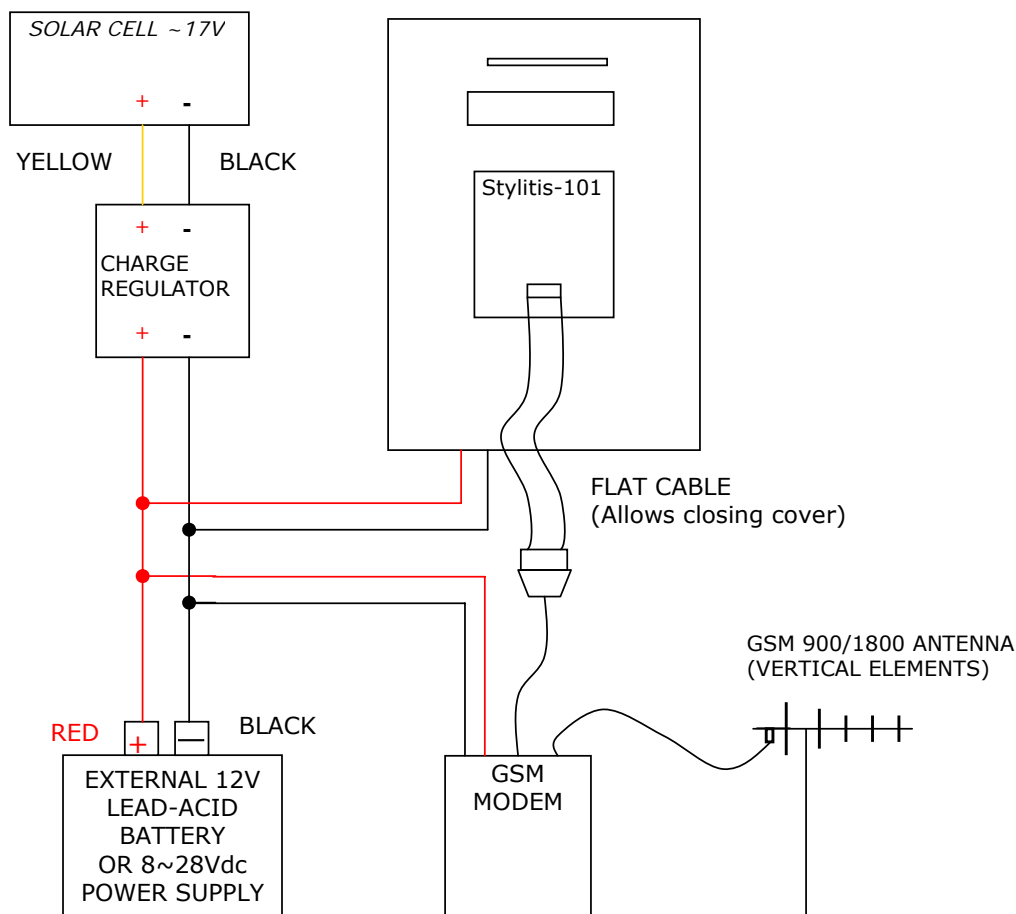 SOLAR CELL ~17V
+ -
YELLOW
BLACK
+ -
CHARGE
REGULATOR
+ -
Stylitis-101
FLAT CABLE
(Allows closing cover)
GSM 900/1800 ANTENNA
(VERTICAL ELEMENTS)
RED
+ —
BLACK
EXTERNAL 12V
LEAD-ACID
BATTERY
OR 8~28Vdc
POWER SUPPLY
GSM
MODEM